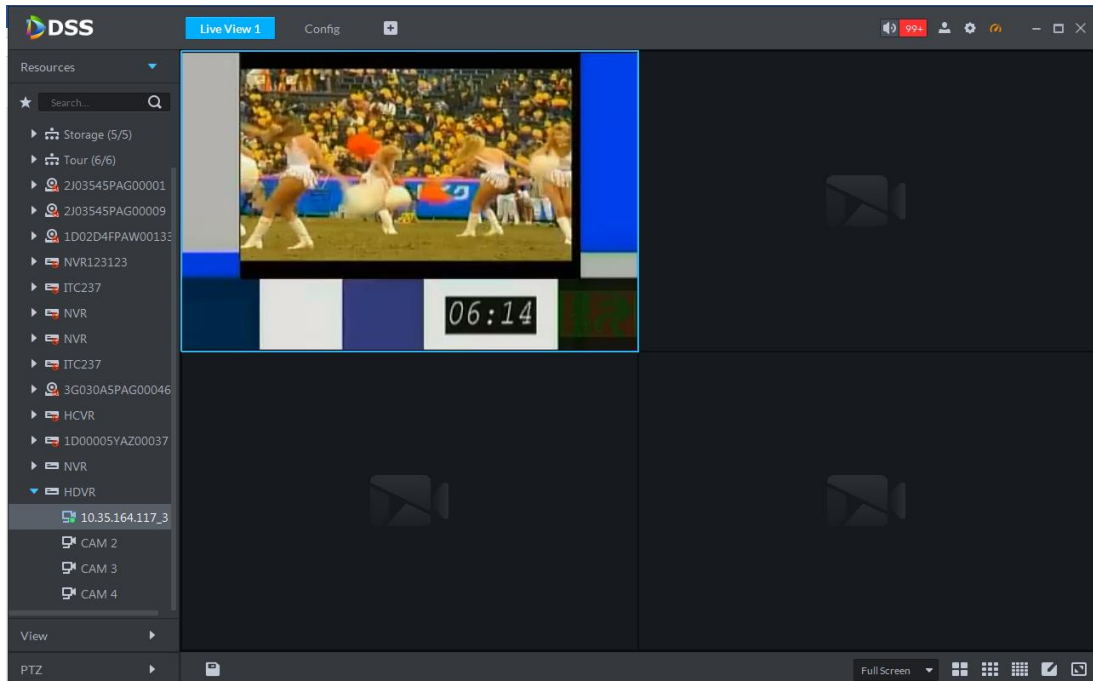 DSS
Live View 1
Config
99+
Resources
Search...
Storage (5/5)
Tour (6/6)
2J03545PAG00001
2J03545PAG00009
1D02D4FPAW00133
NVR123123
ITC237
NVR
NVR
ITC237
3G030A5PAG00046
HCVR
1D00005YAZ00037
NVR
HDVR
10.35.164.117_3
CAM 2
CAM 3
CAM 4
View
PTZ
06:14
Full Screen